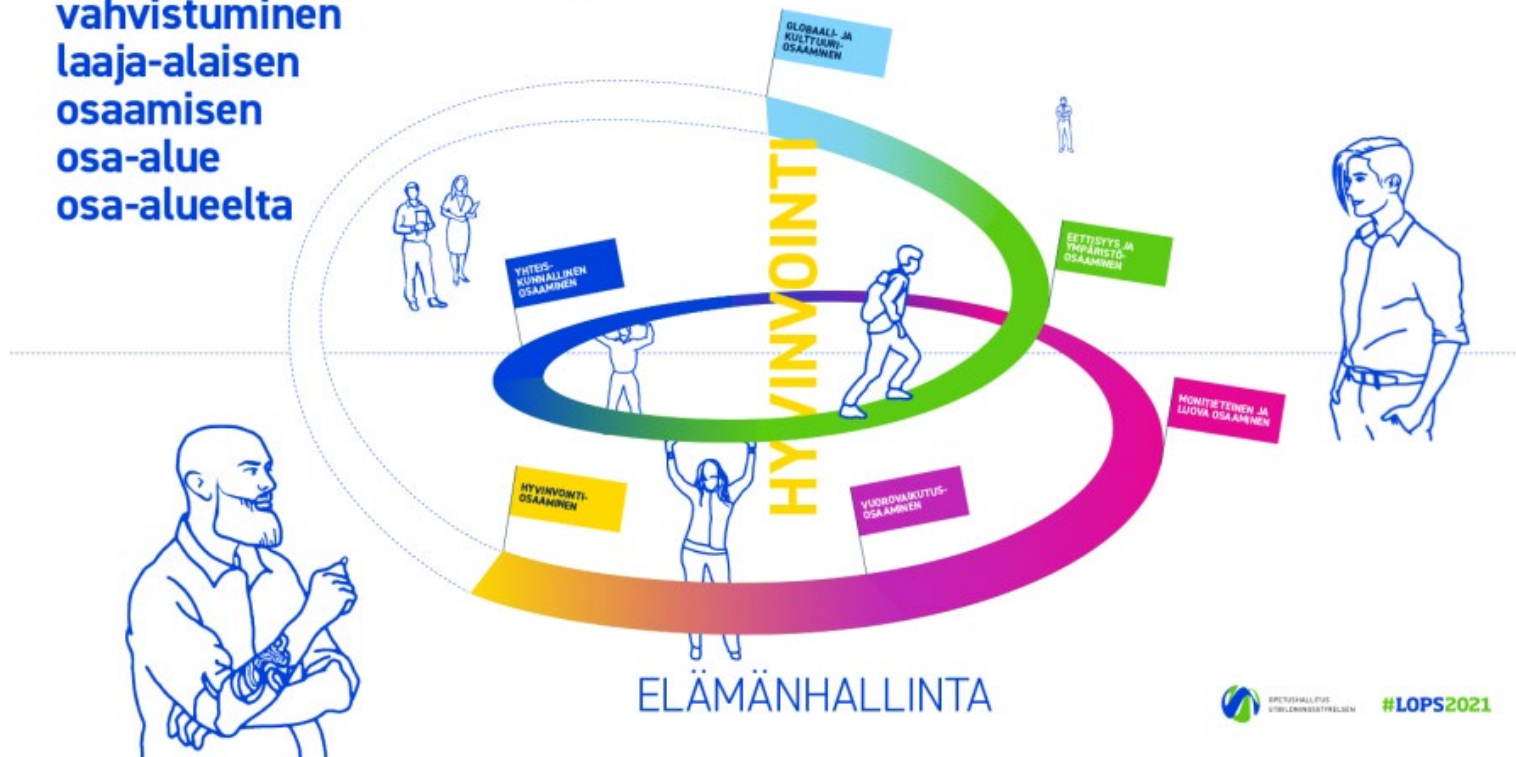 vahvistuminen
laaja-alaisen
osaamisen
osa-alue
osa-alueelta
GLOBAALI- JA
KULTTUURI-
OSAAMINEN
HYVINVOINTI
EETTISYYS JA
YMPÄRISTÖ-
OSAAMINEN
YHTEIS-
KUNNALLINEN
OSAAMINEN
MONITIETEINEN JA
LUOVA OSAAMINEN
HYVINVOINTI-
OSAAMINEN
VUOROVAIKUTUS-
OSAAMINEN
ELÄMÄNHALLINTA
OPETUSHALLITUS
UTBILDNINGSSTYRELSEN
#LOPS2021